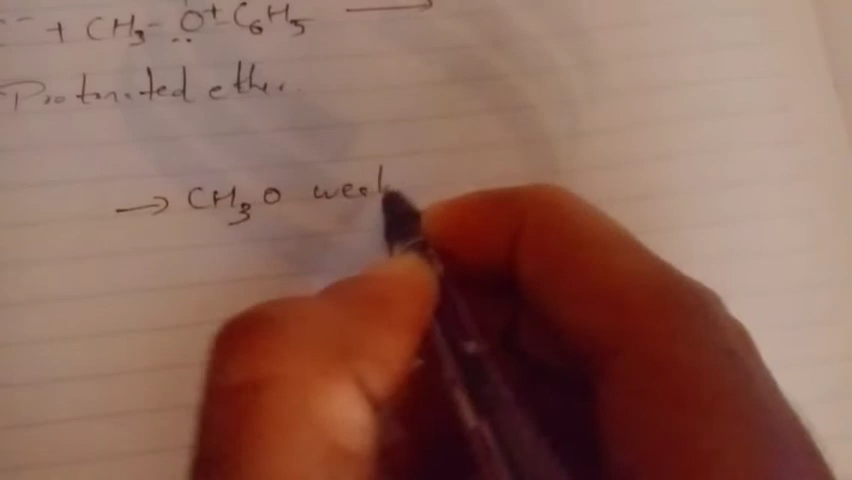 -- + CH₃-Ö⁺-C₆H₅ →
Protonated ether.
→ CH₃O weak